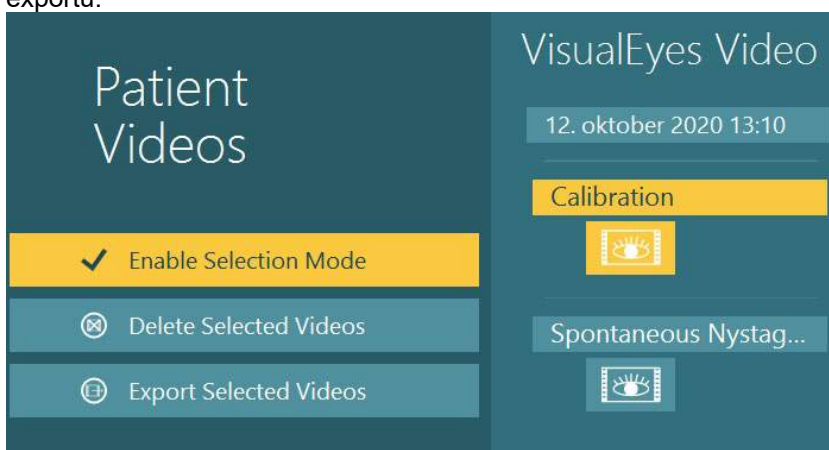 exportu.
Patient
Videos
Enable Selection Mode
Delete Selected Videos
Export Selected Videos
VisualEyes Video
12. oktober 2020 13:10
Calibration
Spontaneous Nystag...